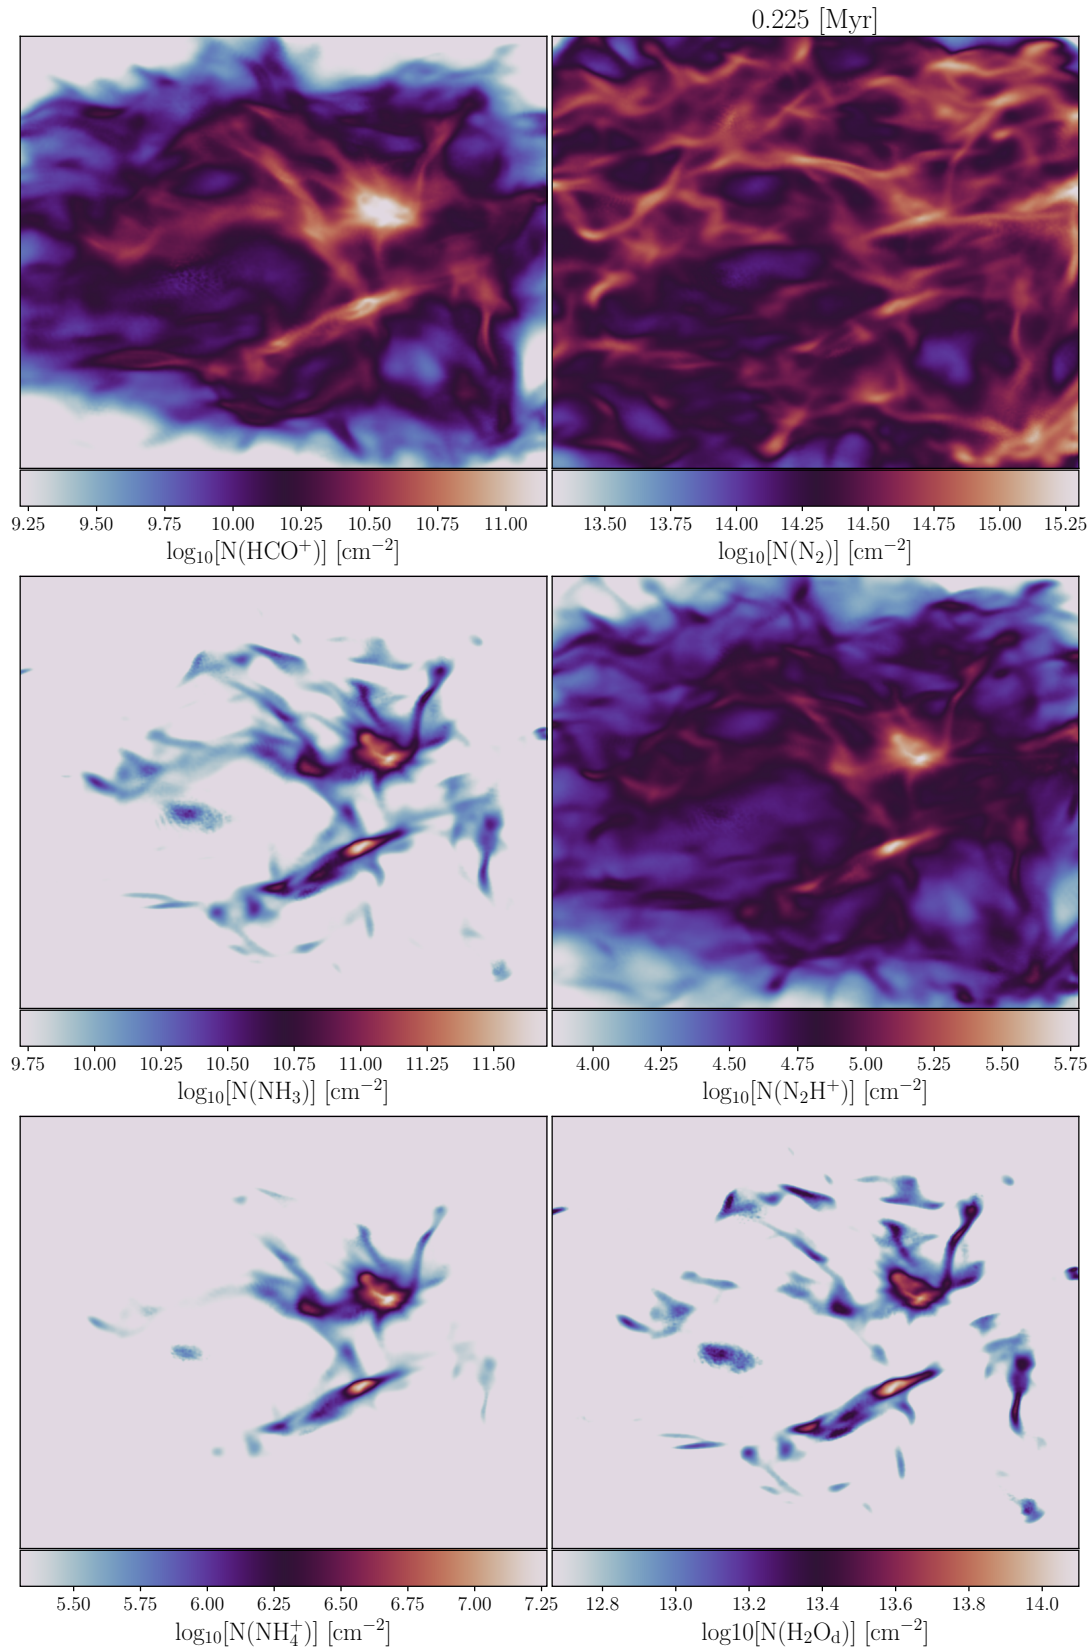 0.225 [Myr]
9.25 9.50 9.75 10.00 10.25 10.50 10.75 11.00
log₁₀[N(HCO⁺)] [cm⁻²]
13.50 13.75 14.00 14.25 14.50 14.75 15.00 15.25
log₁₀[N(N₂)] [cm⁻²]
9.75 10.00 10.25 10.50 10.75 11.00 11.25 11.50
log₁₀[N(NH₃)] [cm⁻²]
4.00 4.25 4.50 4.75 5.00 5.25 5.50 5.75
log₁₀[N(N₂H⁺)] [cm⁻²]
5.50 5.75 6.00 6.25 6.50 6.75 7.00 7.25
log₁₀[N(NH₄⁺)] [cm⁻²]
12.8 13.0 13.2 13.4 13.6 13.8 14.0
log10[N(H₂O_d)] [cm⁻²]